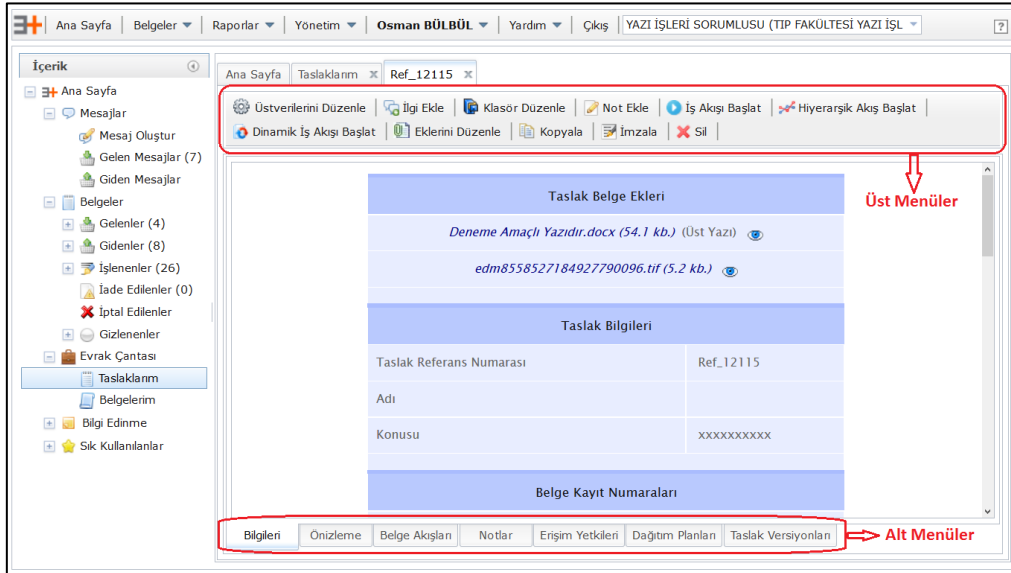 Ana Sayfa Belgeler Raporlar Yönetim Osman BÜLBÜL Yardım Çıkış YAZI İŞLERİ SORUMLUSU (TIP FAKÜLTESİ YAZI İŞL ?
İçerik
Ana Sayfa
Mesajlar
Mesaj Oluştur
Gelen Mesajlar (7)
Giden Mesajlar
Belgeler
Gelenler (4)
Gidenler (8)
İşlenenler (26)
İade Edilenler (0)
İptal Edilenler
Gizlenenler
Evrak Çantası
Taslaklarım
Belgelerim
Bilgi Edinme
Sık Kullanılanlar
Ana Sayfa Taslaklarım x Ref_12115 x
Üstverilerini Düzenle İlgi Ekle Klasör Düzenle Not Ekle İş Akışı Başlat Hiyerarşik Akış Başlat
Dinamik İş Akışı Başlat Eklerini Düzenle Kopyala İmzala Sil
Üst Menüler
Taslak Belge Ekleri
Deneme Amaçlı Yazıdır.docx (54.1 kb.) (Üst Yazı)
edm8558527184927790096.tif (5.2 kb.)
Taslak Bilgileri
Taslak Referans Numarası Ref_12115
Adı
Konusu xxxxxxxxxx
Belge Kayıt Numaraları
Bilgileri Önizleme Belge Akışları Notlar Erişim Yetkileri Dağıtım Planları Taslak Versiyonları
Alt Menüler